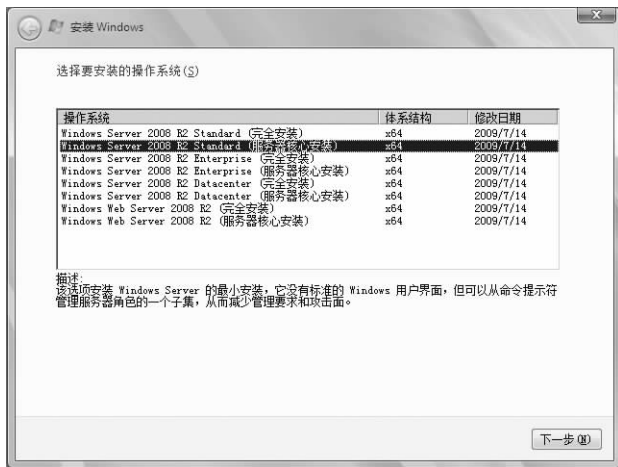 安装 Windows
选择要安装的操作系统(S)
操作系统 体系结构 修改日期
Windows Server 2008 R2 Standard (完全安装) x64 2009/7/14
Windows Server 2008 R2 Standard (服务器核心安装) x64 2009/7/14
Windows Server 2008 R2 Enterprise (完全安装) x64 2009/7/14
Windows Server 2008 R2 Enterprise (服务器核心安装) x64 2009/7/14
Windows Server 2008 R2 Datacenter (完全安装) x64 2009/7/14
Windows Server 2008 R2 Datacenter (服务器核心安装) x64 2009/7/14
Windows Web Server 2008 R2 (完全安装) x64 2009/7/14
Windows Web Server 2008 R2 (服务器核心安装) x64 2009/7/14
描述:
该选项安装 Windows Server 的最小安装，它没有标准的 Windows 用户界面，但可以从命令提示符
管理服务器角色的一个子集，从而减少管理要求和攻击面。
下一步(N)